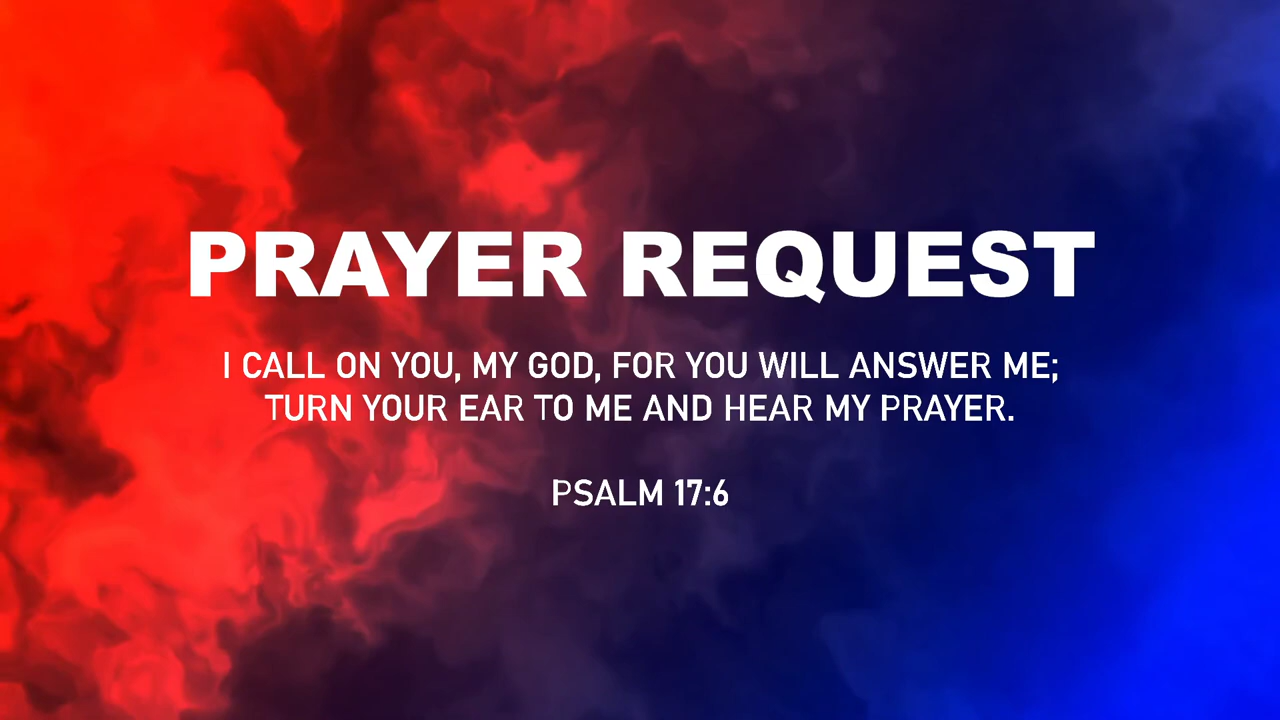 PRAYER REQUEST
I CALL ON YOU, MY GOD, FOR YOU WILL ANSWER ME;
TURN YOUR EAR TO ME AND HEAR MY PRAYER.
PSALM 17:6